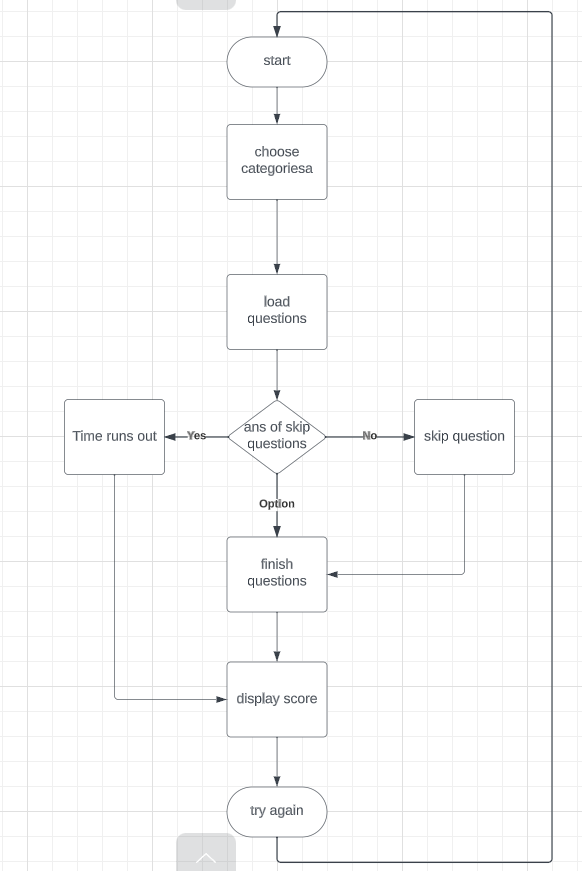 start
choose
categoriesa
load
questions
Time runs out
Yes
ans of skip
questions
No
skip question
Option
finish
questions
display score
try again